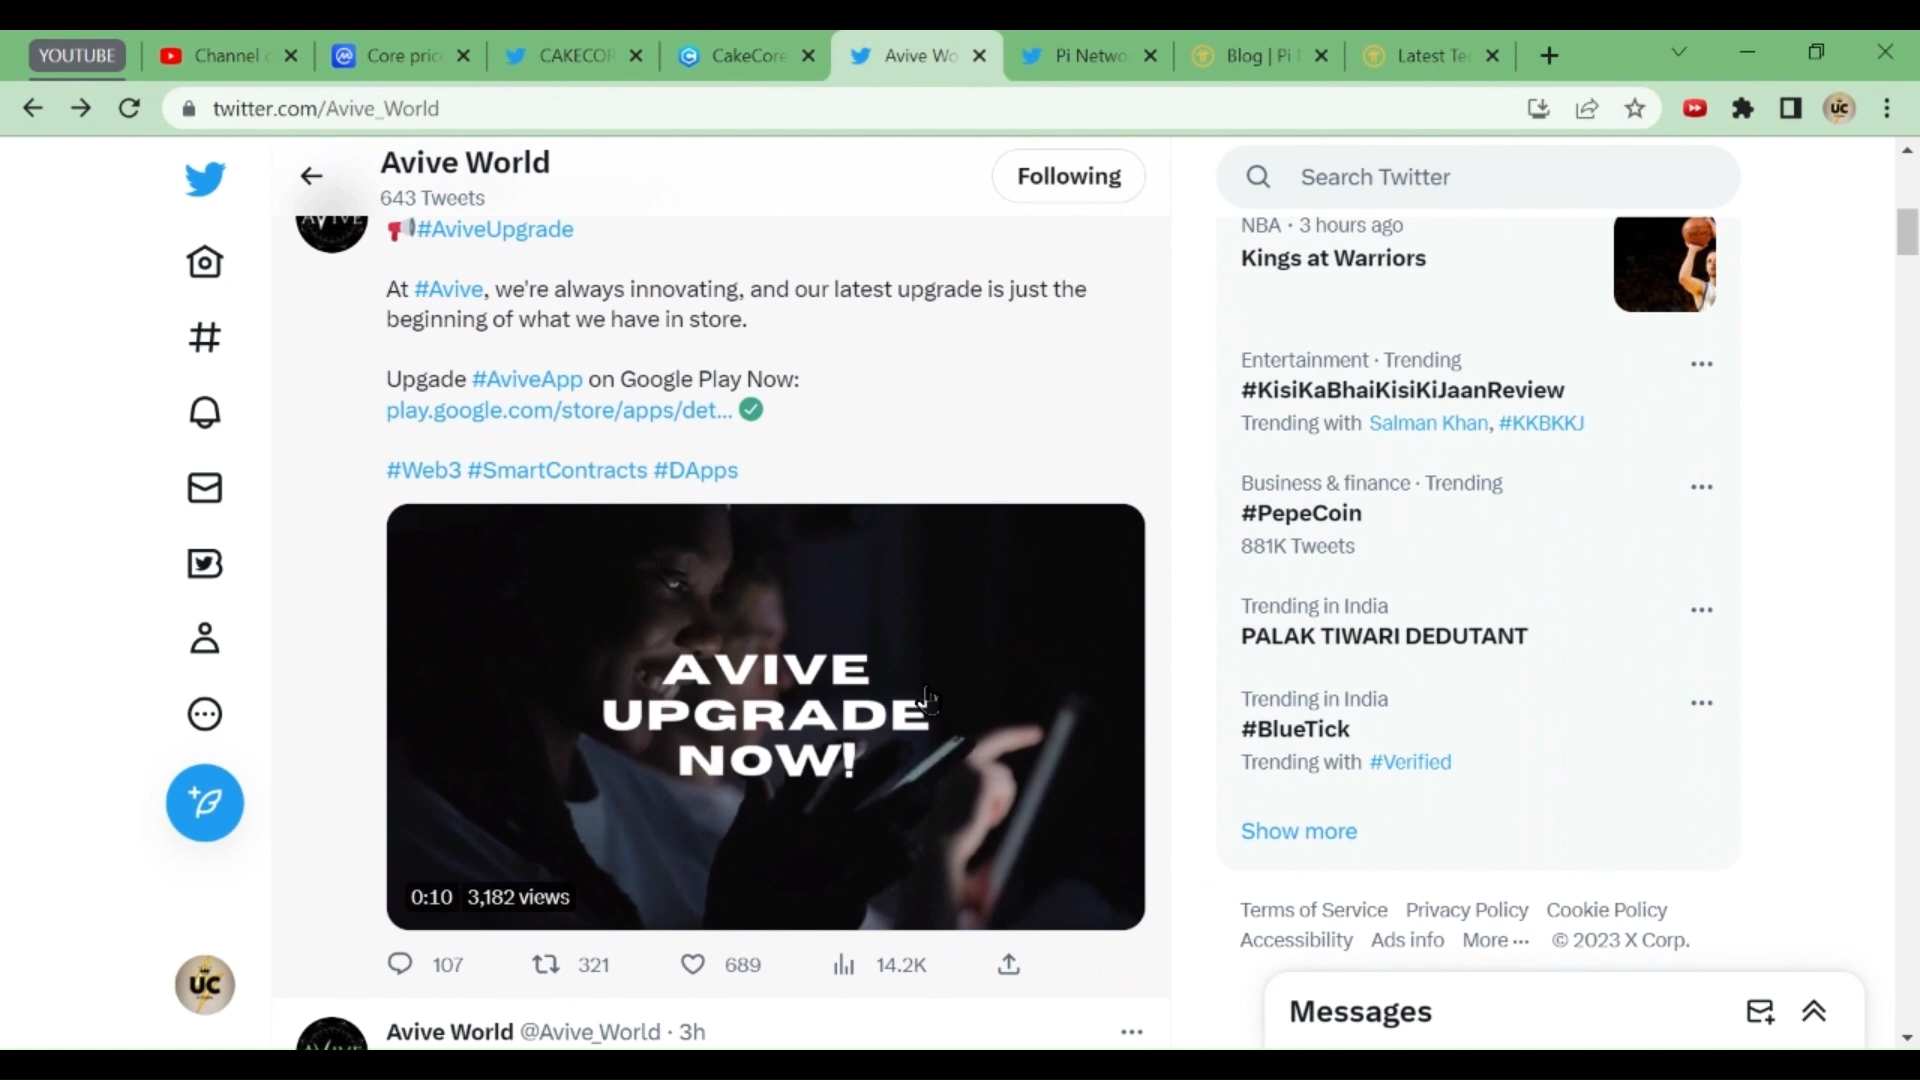 YOUTUBE
Channel c
Core pric
CAKECOR
CakeCore
Avive Wo
Pi Netwo
Blog | Pi
Latest Te
twitter.com/Avive_World
UC
Avive World
643 Tweets
Following
Search Twitter
AVIVE
#AviveUpgrade
At #Avive, we're always innovating, and our latest upgrade is just the
beginning of what we have in store.
Upgade #AviveApp on Google Play Now:
play.google.com/store/apps/det...
#Web3 #SmartContracts #DApps
AVIVE
UPGRADE
NOW!
0:10 3,182 views
107 321 689 14.2K
Avive World @Avive_World · 3h
UC
NBA · 3 hours ago
Kings at Warriors
Entertainment · Trending
#KisiKaBhaiKisiKiJaanReview
Trending with Salman Khan, #KKBKKJ
Business & finance · Trending
#PepeCoin
881K Tweets
Trending in India
PALAK TIWARI DEDUTANT
Trending in India
#BlueTick
Trending with #Verified
Show more
Terms of Service Privacy Policy Cookie Policy
Accessibility Ads info More ··· © 2023 X Corp.
Messages